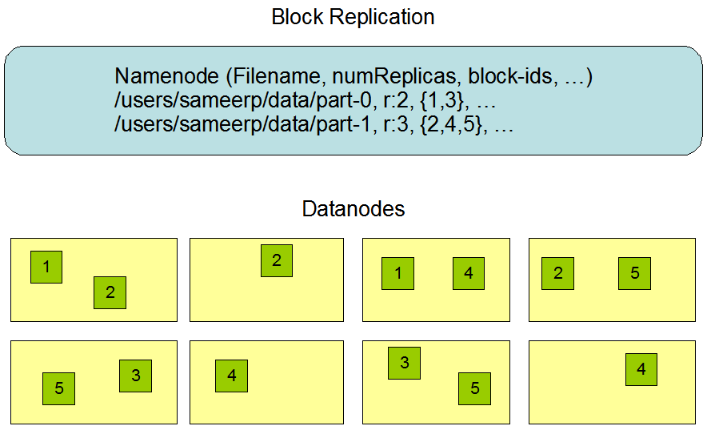 Block Replication
Namenode (Filename, numReplicas, block-ids, …)
/users/sameerp/data/part-0, r:2, {1,3}, …
/users/sameerp/data/part-1, r:3, {2,4,5}, …
Datanodes
1
2
2
1 4
2 5
5 3
4
3
5
4